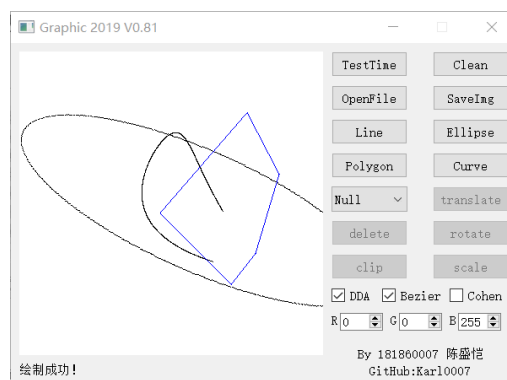 Graphic 2019 V0.81
TestTime Clean
OpenFile SaveImg
Line Ellipse
Polygon Curve
Null translate
delete rotate
clip scale
DDA Bezier Cohen
R 0 G 0 B 255
By 181860007 陈盛恺
绘制成功! GitHub:Karl0007